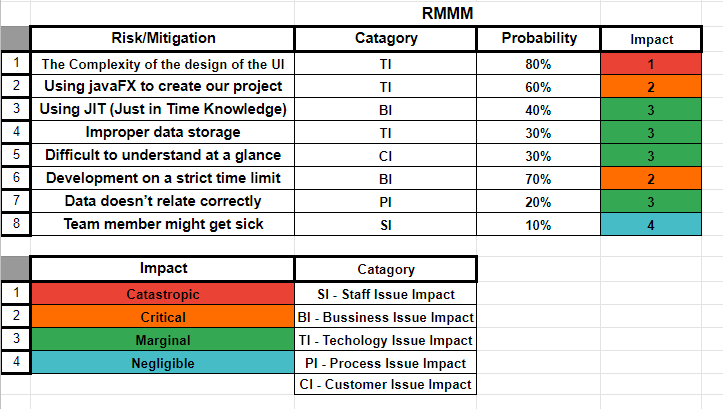 RMMM
Risk/Mitigation Catagory Probability Impact
1 The Complexity of the design of the UI TI 80% 1
2 Using javaFX to create our project TI 60% 2
3 Using JIT (Just in Time Knowledge) BI 40% 3
4 Improper data storage TI 30% 3
5 Difficult to understand at a glance CI 30% 3
6 Development on a strict time limit BI 70% 2
7 Data doesn't relate correctly PI 20% 3
8 Team member might get sick SI 10% 4
Impact Catagory
1 Catastropic SI - Staff Issue Impact
2 Critical BI - Bussiness Issue Impact
3 Marginal TI - Techology Issue Impact
4 Negligible PI - Process Issue Impact
CI - Customer Issue Impact